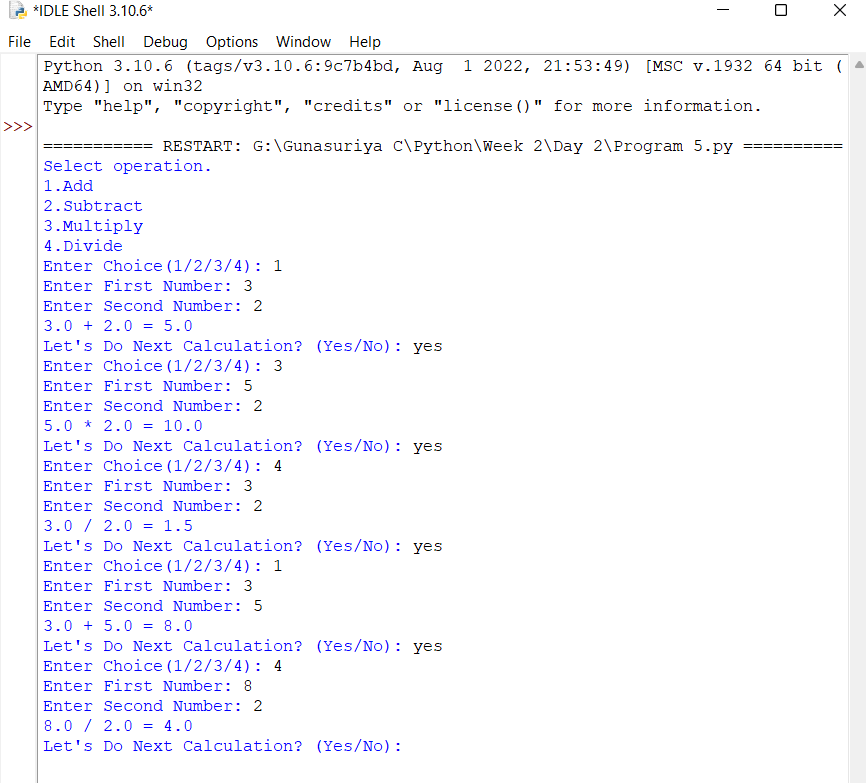 *IDLE Shell 3.10.6*
File Edit Shell Debug Options Window Help
Python 3.10.6 (tags/v3.10.6:9c7b4bd, Aug  1 2022, 21:53:49) [MSC v.1932 64 bit (
AMD64)] on win32
Type "help", "copyright", "credits" or "license()" for more information.
>>>
=========== RESTART: G:\Gunasuriya C\Python\Week 2\Day 2\Program 5.py ==========
Select operation.
1.Add
2.Subtract
3.Multiply
4.Divide
Enter Choice(1/2/3/4): 1
Enter First Number: 3
Enter Second Number: 2
3.0 + 2.0 = 5.0
Let's Do Next Calculation? (Yes/No): yes
Enter Choice(1/2/3/4): 3
Enter First Number: 5
Enter Second Number: 2
5.0 * 2.0 = 10.0
Let's Do Next Calculation? (Yes/No): yes
Enter Choice(1/2/3/4): 4
Enter First Number: 3
Enter Second Number: 2
3.0 / 2.0 = 1.5
Let's Do Next Calculation? (Yes/No): yes
Enter Choice(1/2/3/4): 1
Enter First Number: 3
Enter Second Number: 5
3.0 + 5.0 = 8.0
Let's Do Next Calculation? (Yes/No): yes
Enter Choice(1/2/3/4): 4
Enter First Number: 8
Enter Second Number: 2
8.0 / 2.0 = 4.0
Let's Do Next Calculation? (Yes/No):